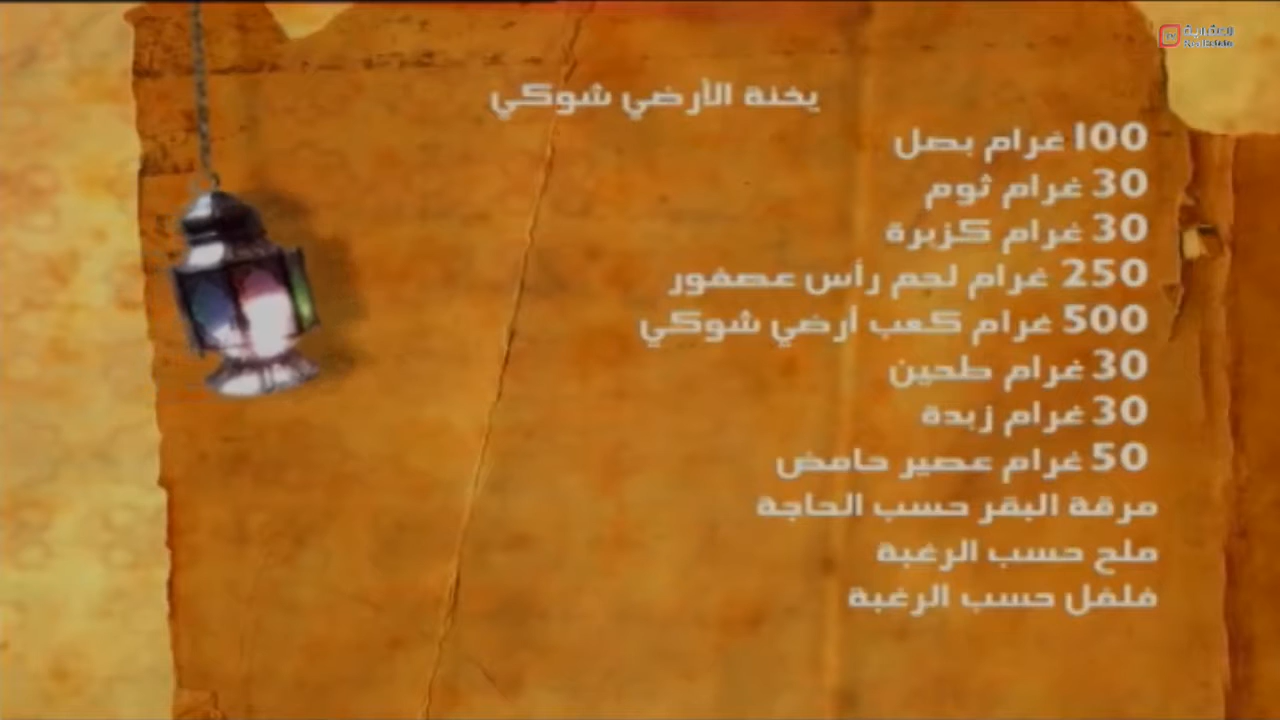 يخنة الأرضي شوكي
100 غرام بصل
30 غرام ثوم
30 غرام كزبرة
250 غرام لحم رأس عصفور
500 غرام كعب أرضي شوكي
30 غرام طحين
30 غرام زبدة
50 غرام عصير حامض
مرقة البقر حسب الحاجة
ملح حسب الرغبة
فلفل حسب الرغبة